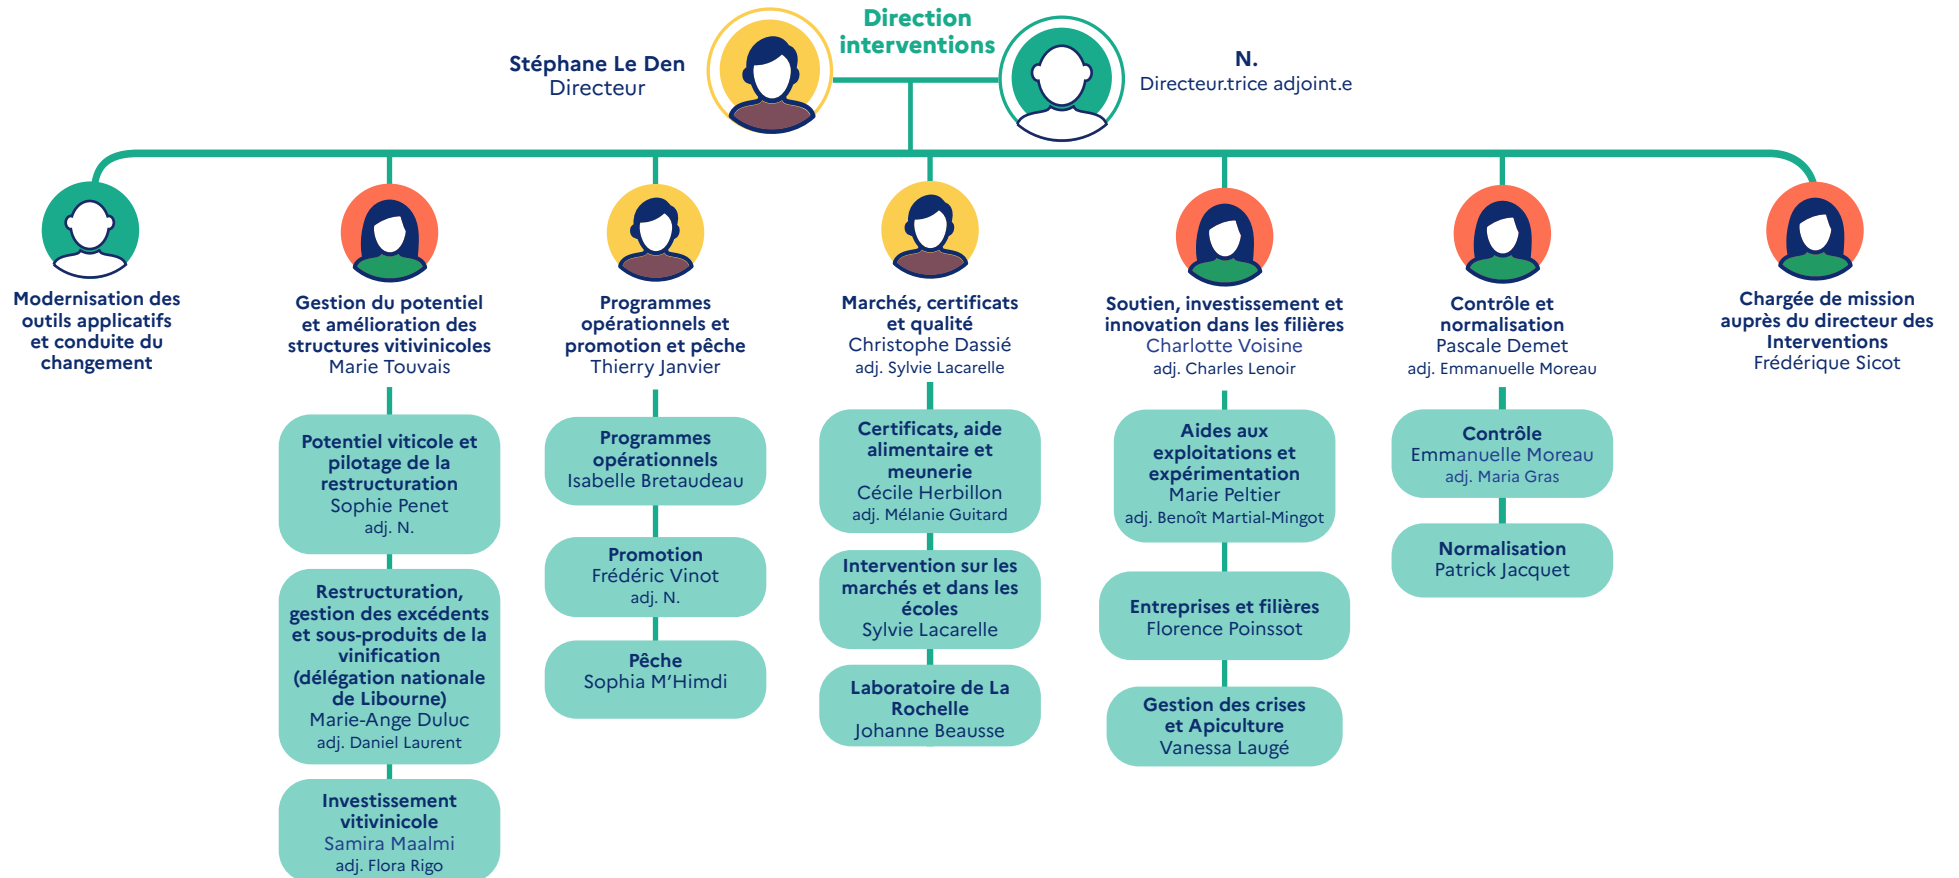 Direction
interventions
Stéphane Le Den
Directeur
N.
Directeur.trice adjoint.e
Modernisation des
outils applicatifs
et conduite du
changement
Gestion du potentiel
et amélioration des
structures vitivinicoles
Marie Touvais
Potentiel viticole et
pilotage de la
restructuration
Sophie Penet
adj. N.
Restructuration,
gestion des excédents
et sous-produits de la
vinification
(délégation nationale
de Libourne)
Marie-Ange Duluc
adj. Daniel Laurent
Investissement
vitivinicole
Samira Maalmi
adj. Flora Rigo
Programmes
opérationnels et
promotion et pêche
Thierry Janvier
Programmes
opérationnels
Isabelle Bretaudeau
Promotion
Frédéric Vinot
adj. N.
Pêche
Sophia M'Himdi
Marchés, certificats
et qualité
Christophe Dassié
adj. Sylvie Lacarelle
Certificats, aide
alimentaire et
meunerie
Cécile Herbillon
adj. Mélanie Guitard
Intervention sur les
marchés et dans les
écoles
Sylvie Lacarelle
Laboratoire de La
Rochelle
Johanne Beausse
Soutien, investissement et
innovation dans les filières
Charlotte Voisine
adj. Charles Lenoir
Aides aux
exploitations et
expérimentation
Marie Peltier
adj. Benoît Martial-Mingot
Entreprises et filières
Florence Poinssot
Gestion des crises
et Apiculture
Vanessa Laugé
Contrôle et
normalisation
Pascale Demet
adj. Emmanuelle Moreau
Contrôle
Emmanuelle Moreau
adj. Maria Gras
Normalisation
Patrick Jacquet
Chargée de mission
auprès du directeur des
Interventions
Frédérique Sicot